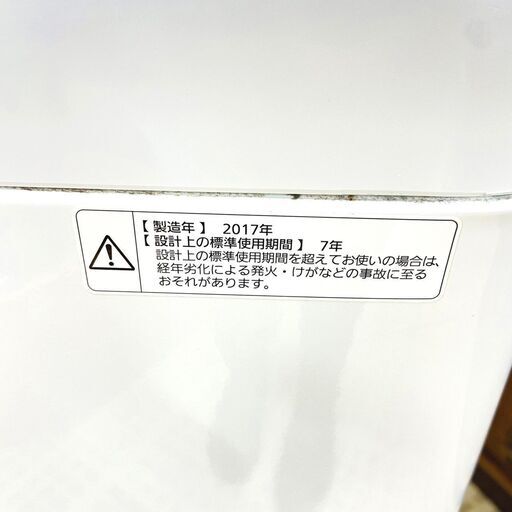 【製造年】 2017年
【設計上の標準使用期間】 7年
設計上の標準使用期間を超えてお使いの場合は、
経年劣化による発火・けがなどの事故に至る
おそれがあります。